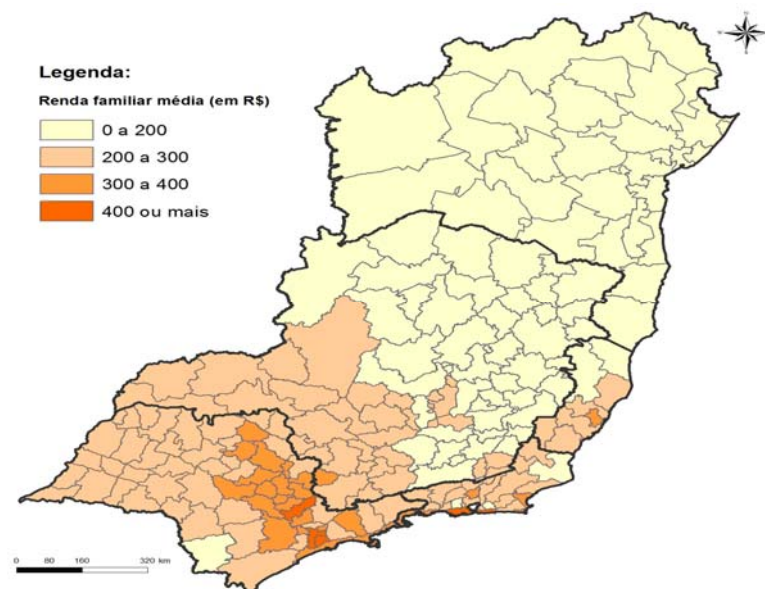 Legenda:
Renda familiar média (em R$)
0 a 200
200 a 300
300 a 400
400 ou mais
0 80 160 320 km